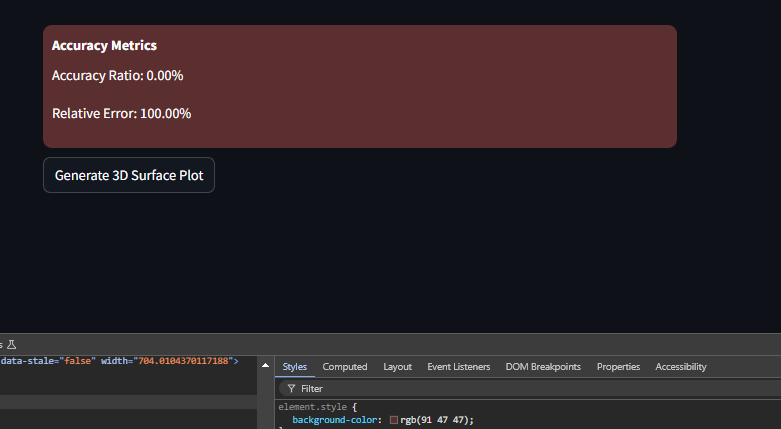 Accuracy Metrics
Accuracy Ratio: 0.00%
Relative Error: 100.00%
Generate 3D Surface Plot
s
data-stale="false" width="704.0104370117188">
Styles Computed Layout Event Listeners DOM Breakpoints Properties Accessibility
Filter
element.style {
background-color: rgb(91 47 47);